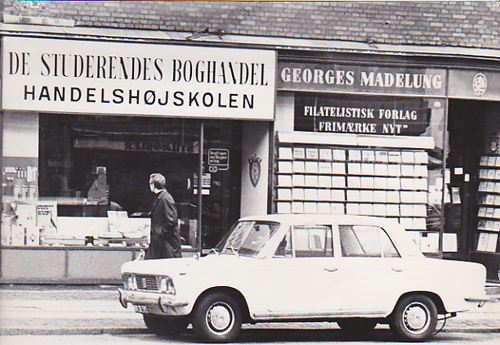 DE STUDERENDES BOGHANDEL
HANDELSHØJSKOLEN
GEORGES MADELUNG
FILATELISTISK FORLAG
"FRIMÆRKE NYT"